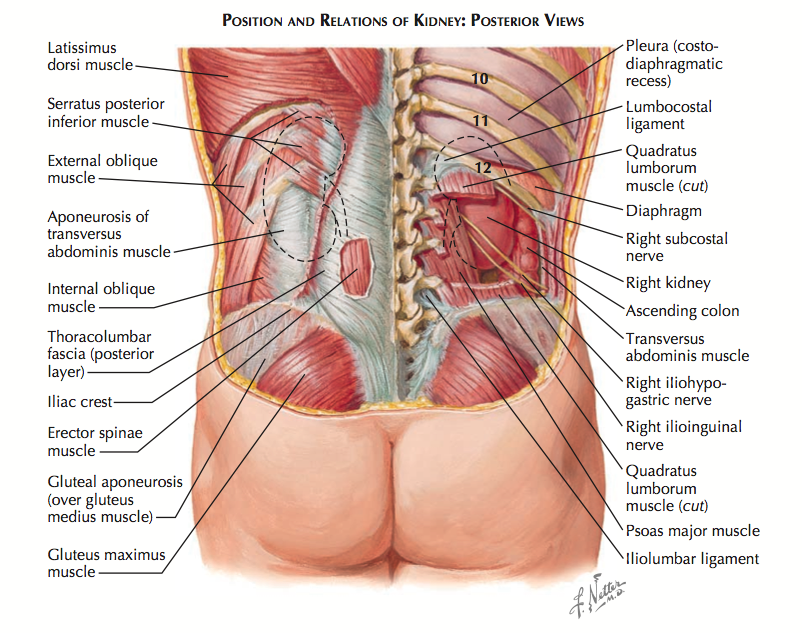 POSITION AND RELATIONS OF KIDNEY: POSTERIOR VIEWS
Latissimus
dorsi muscle
Serratus posterior
inferior muscle
External oblique
muscle
Aponeurosis of
transversus
abdominis muscle
Internal oblique
muscle
Thoracolumbar
fascia (posterior
layer)
Iliac crest
Erector spinae
muscle
Gluteal aponeurosis
(over gluteus
medius muscle)
Gluteus maximus
muscle
10
11
12
Pleura (costo-
diaphragmatic
recess)
Lumbocostal
ligament
Quadratus
lumborum
muscle (cut)
Diaphragm
Right subcostal
nerve
Right kidney
Ascending colon
Transversus
abdominis muscle
Right iliohypo-
gastric nerve
Right ilioinguinal
nerve
Quadratus
lumborum
muscle (cut)
Psoas major muscle
Iliolumbar ligament
F. Netter
M.D.